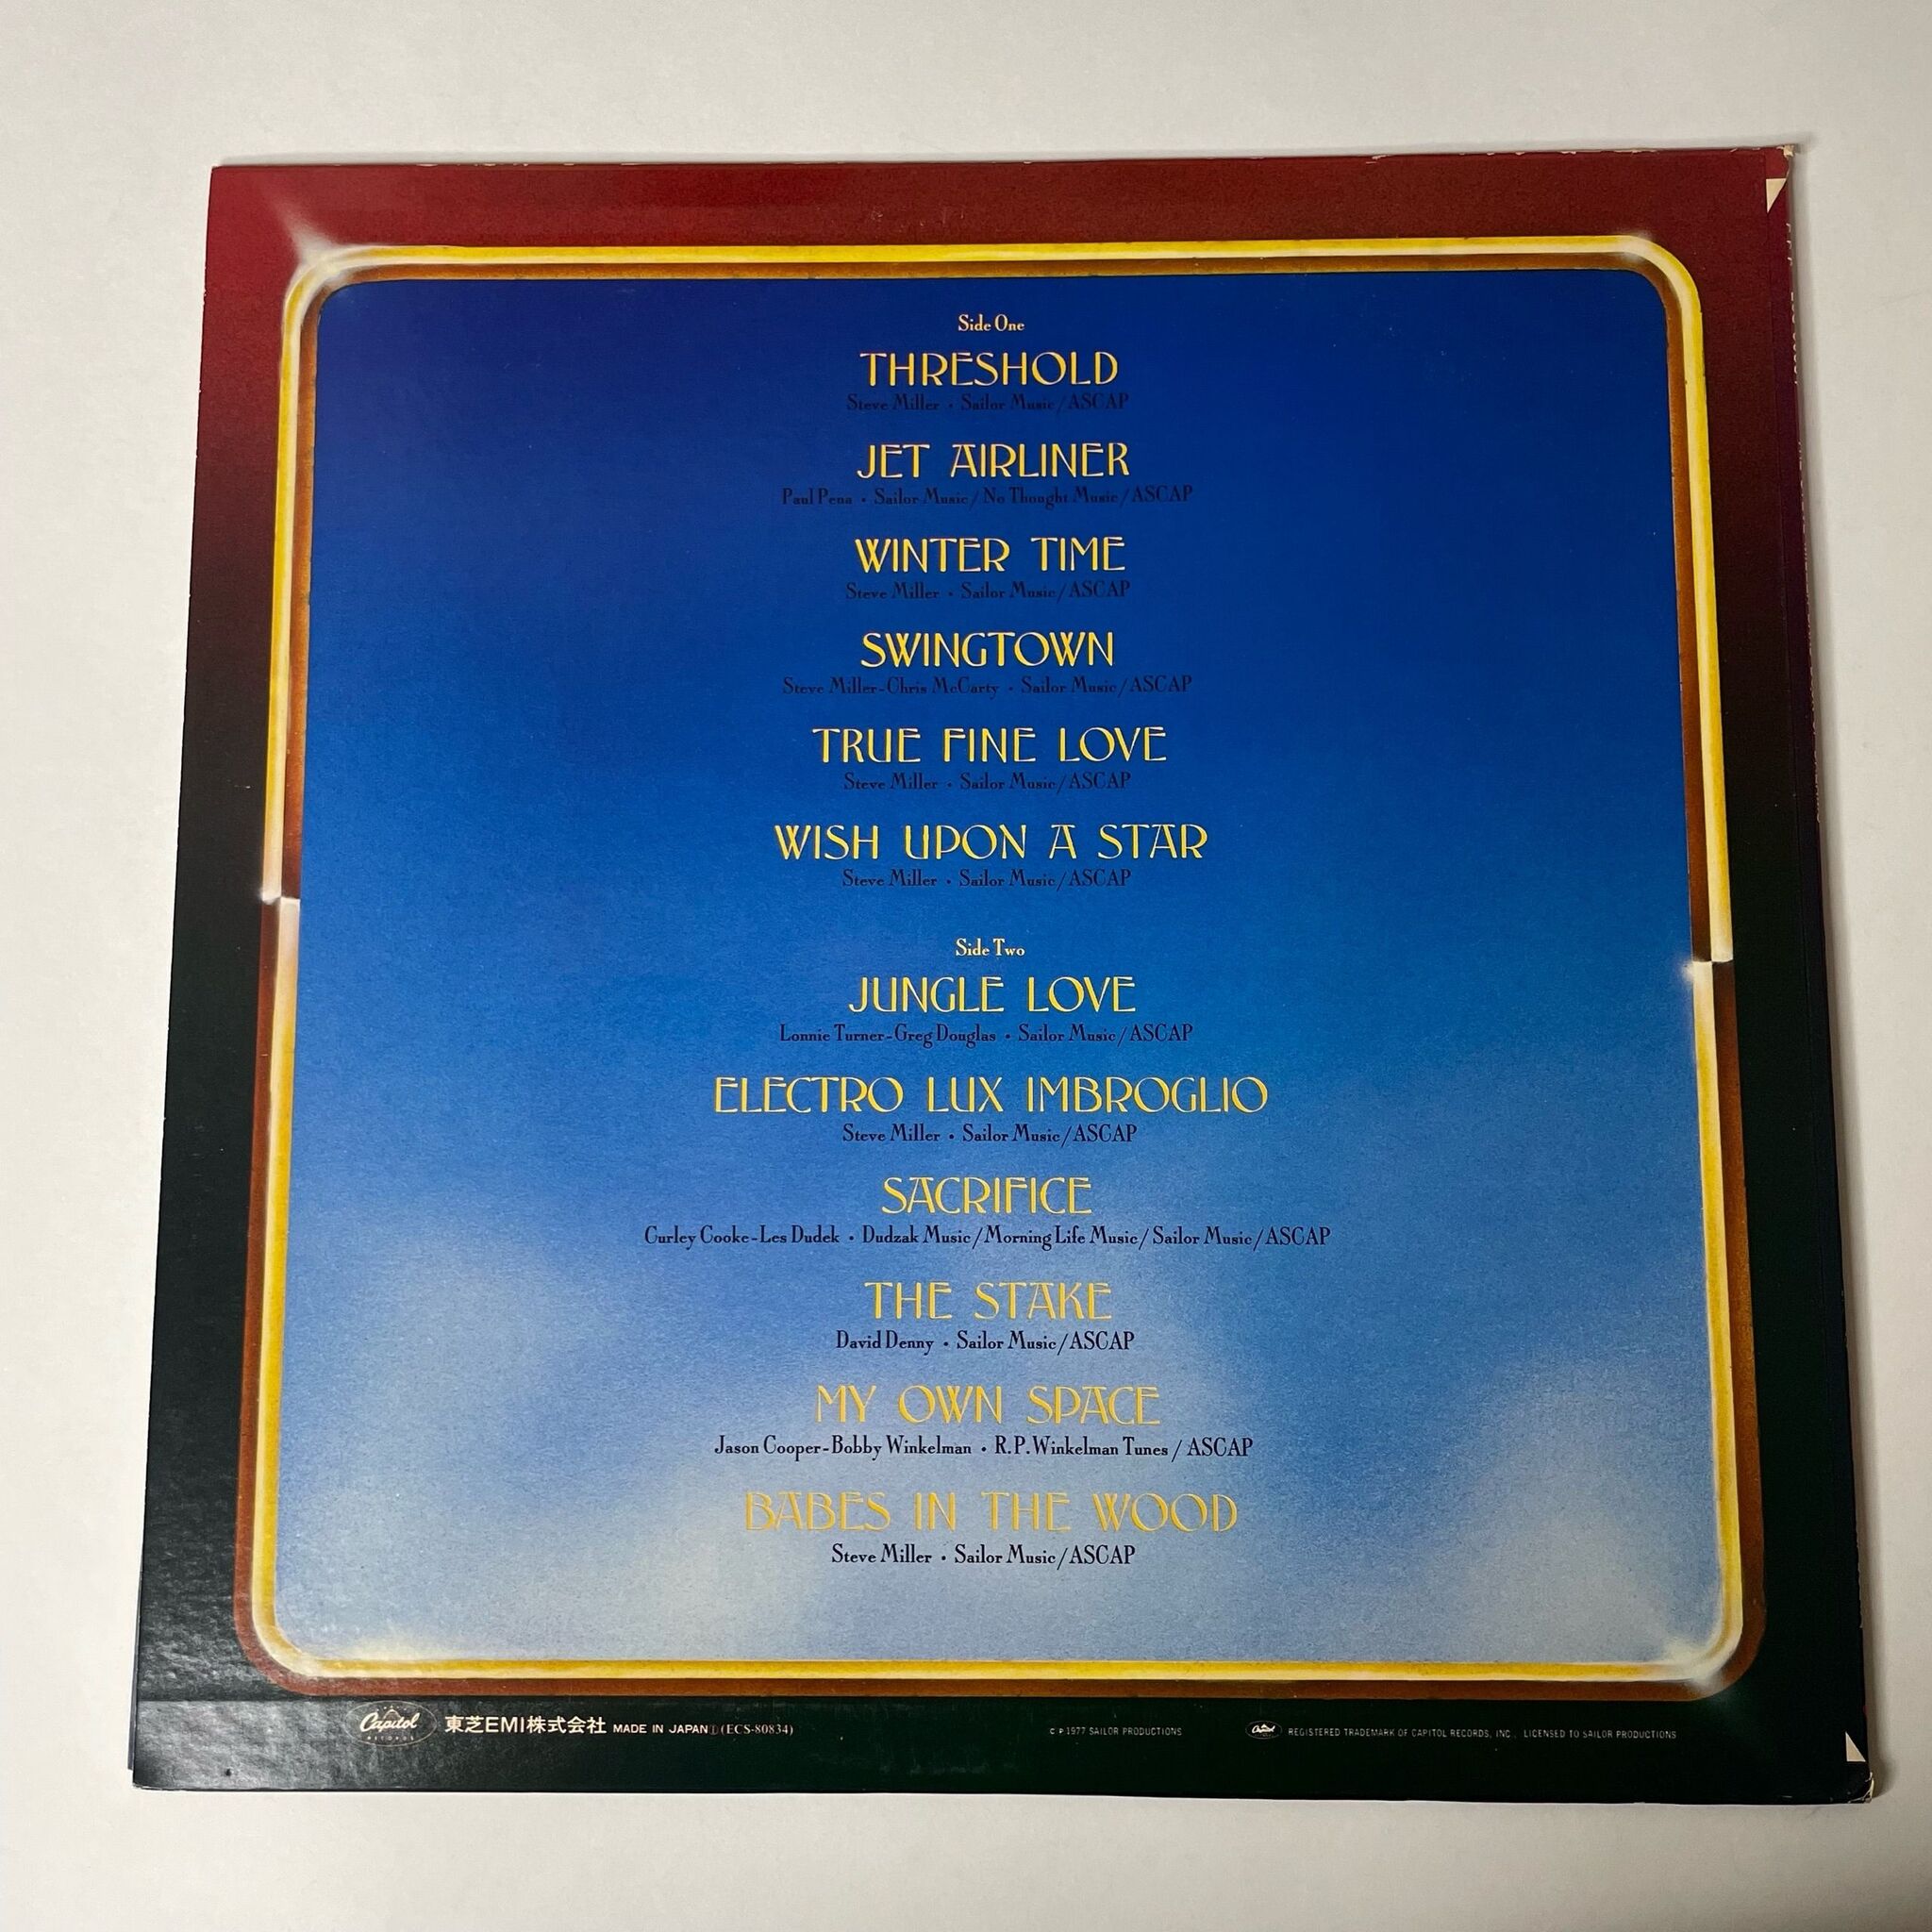 Side One
THRESHOLD
Steve Miller • Sailor Music/ASCAP
JET AIRLINER
Paul Pena • Sailor Music/No Thought Music/ASCAP
WINTER TIME
Steve Miller • Sailor Music/ASCAP
SWINGTOWN
Steve Miller-Chris McCarty • Sailor Music/ASCAP
TRUE FINE LOVE
Steve Miller • Sailor Music/ASCAP
WISH UPON A STAR
Steve Miller • Sailor Music/ASCAP
Side Two
JUNGLE LOVE
Lonnie Turner-Greg Douglas • Sailor Music/ASCAP
ELECTRO LUX IMBROGLIO
Steve Miller • Sailor Music/ASCAP
SACRIFICE
Curley Cooke-Les Dudek • Dudzak Music/Morning Life Music/Sailor Music/ASCAP
THE STAKE
David Denny • Sailor Music/ASCAP
MY OWN SPACE
Jason Cooper-Bobby Winkelman • R.P. Winkelman Tunes / ASCAP
BABES IN THE WOOD
Steve Miller • Sailor Music/ASCAP
Capitol RECORDS 東芝EMI株式会社 MADE IN JAPAN (ECS-80834) © ℗ 1977 SAILOR PRODUCTIONS Capitol REGISTERED TRADEMARK OF CAPITOL RECORDS, INC., LICENSED TO SAILOR PRODUCTIONS